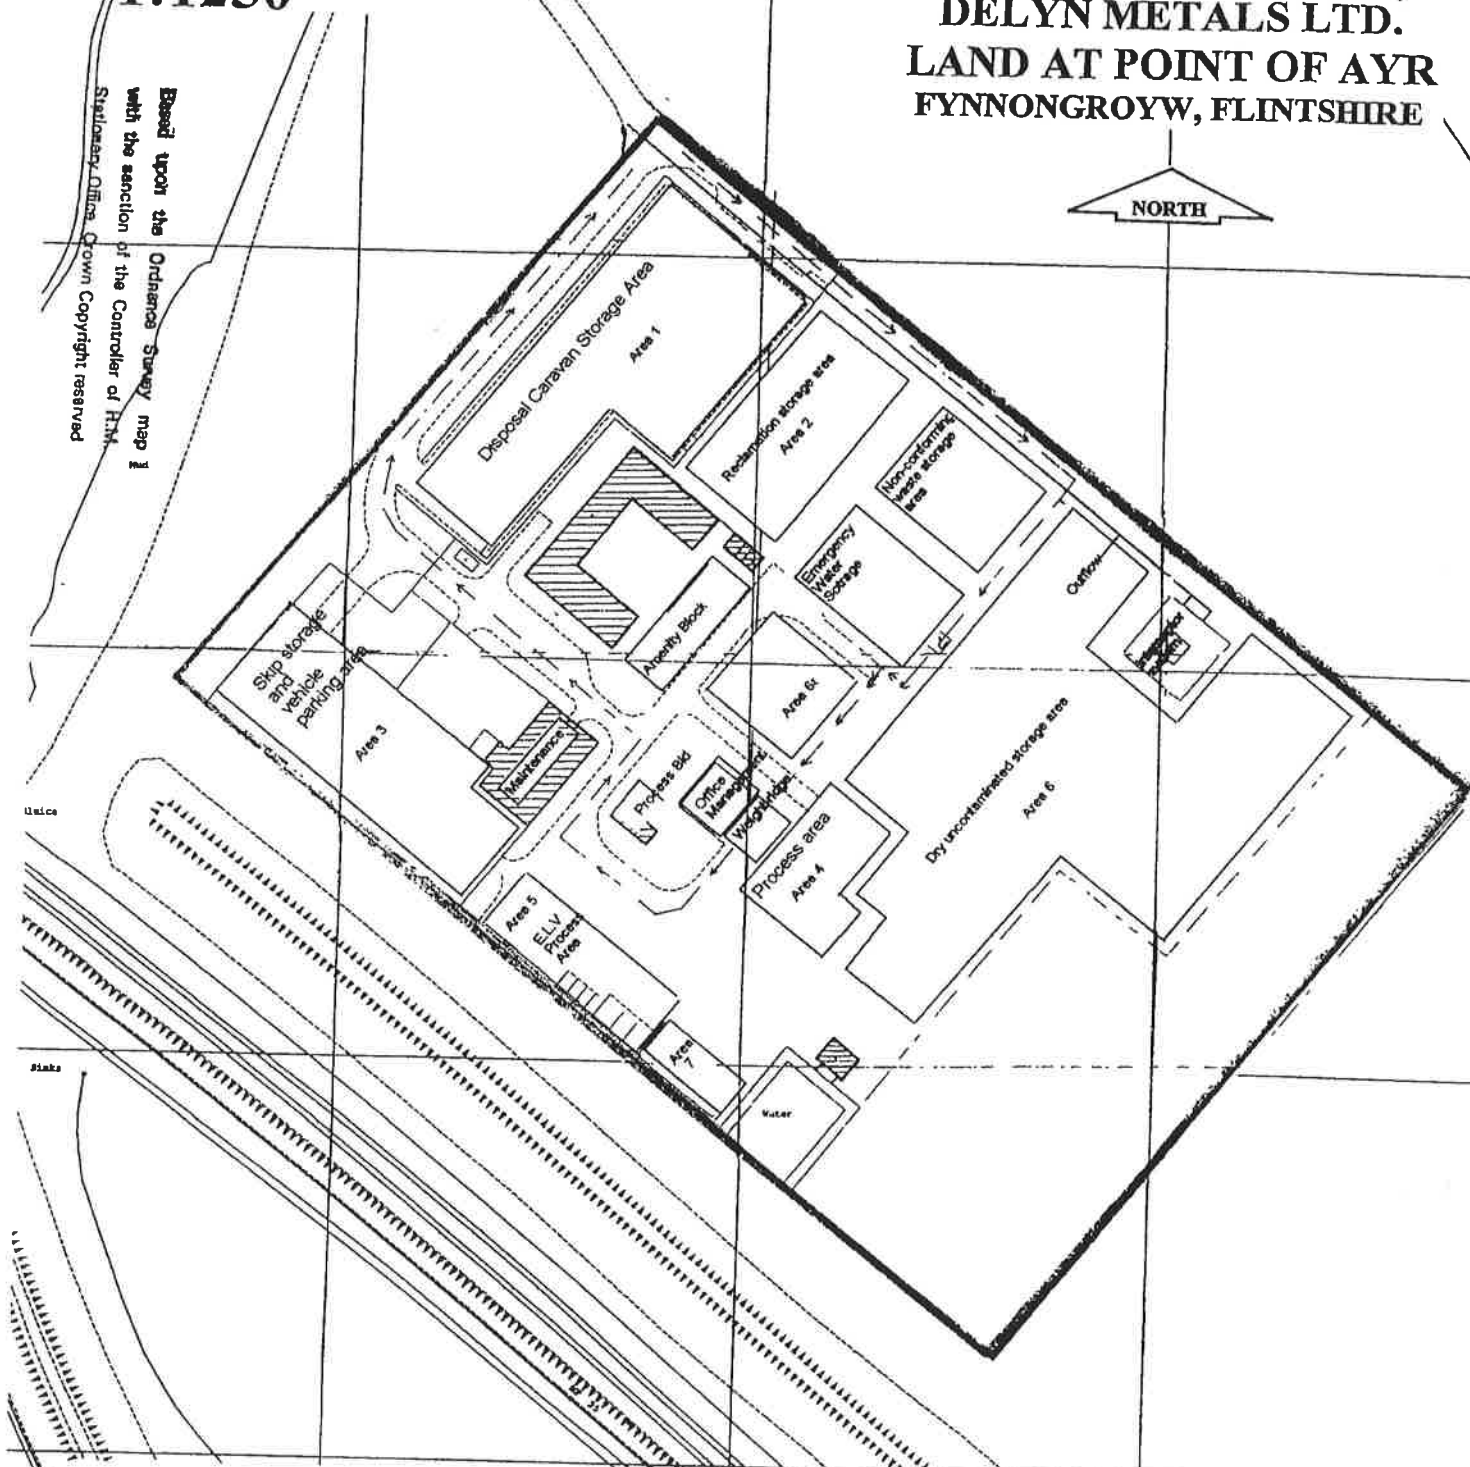 1:1250
DELYN METALS LTD.
LAND AT POINT OF AYR
FYNNONGROYW, FLINTSHIRE
NORTH
Based upon the Ordnance Survey map
with the sanction of the Controller of H.M.
Stationery Office Crown Copyright reserved
Mud
Disposal Caravan Storage Area
Area 1
Reclamation storage area
Area 2
Non-conforming
waste storage
area
Emergency
Water
Sotrage
Outflow
Amenity Block
Skip storage
and
vehicle
parking area
Area 3
Maintenance
Area 6
Process Bld
Office
Management
Weighbridge
Process area
Area 4
Dry uncontaminated storage area
Area 6
Area 5
E.L.V
Process
Area
Area
7
Water
Sinks